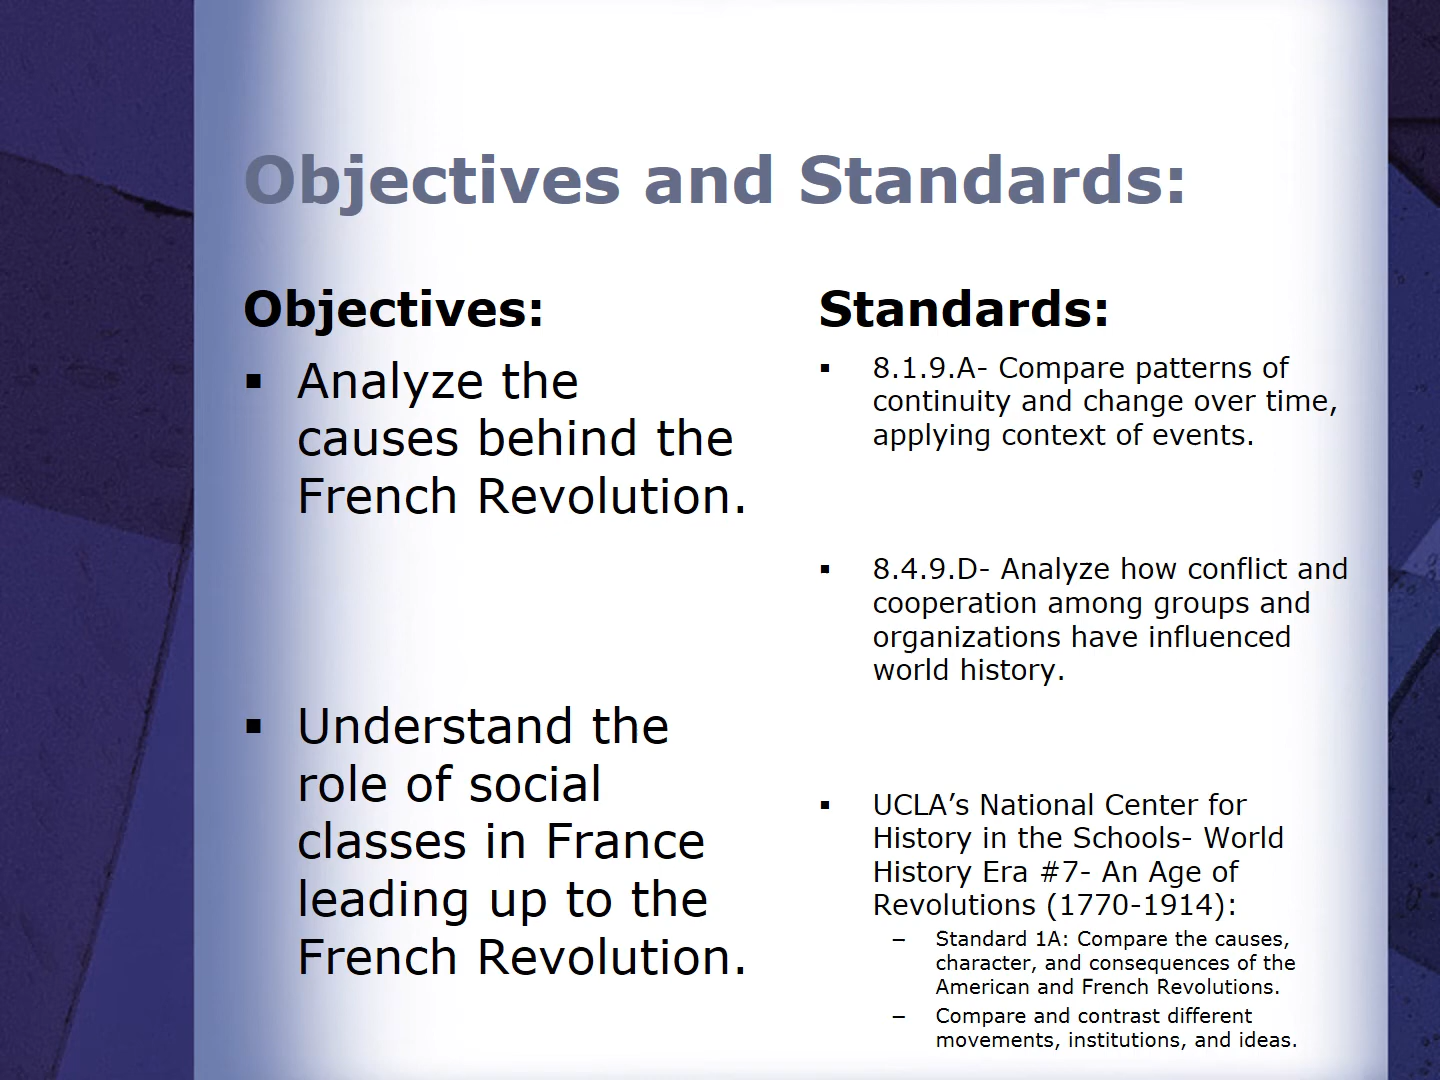 Objectives and Standards:
Objectives:
▪ Analyze the
causes behind the
French Revolution.
▪ Understand the
role of social
classes in France
leading up to the
French Revolution.
Standards:
▪ 8.1.9.A- Compare patterns of
continuity and change over time,
applying context of events.
▪ 8.4.9.D- Analyze how conflict and
cooperation among groups and
organizations have influenced
world history.
▪ UCLA’s National Center for
History in the Schools- World
History Era #7- An Age of
Revolutions (1770-1914):
– Standard 1A: Compare the causes,
character, and consequences of the
American and French Revolutions.
– Compare and contrast different
movements, institutions, and ideas.